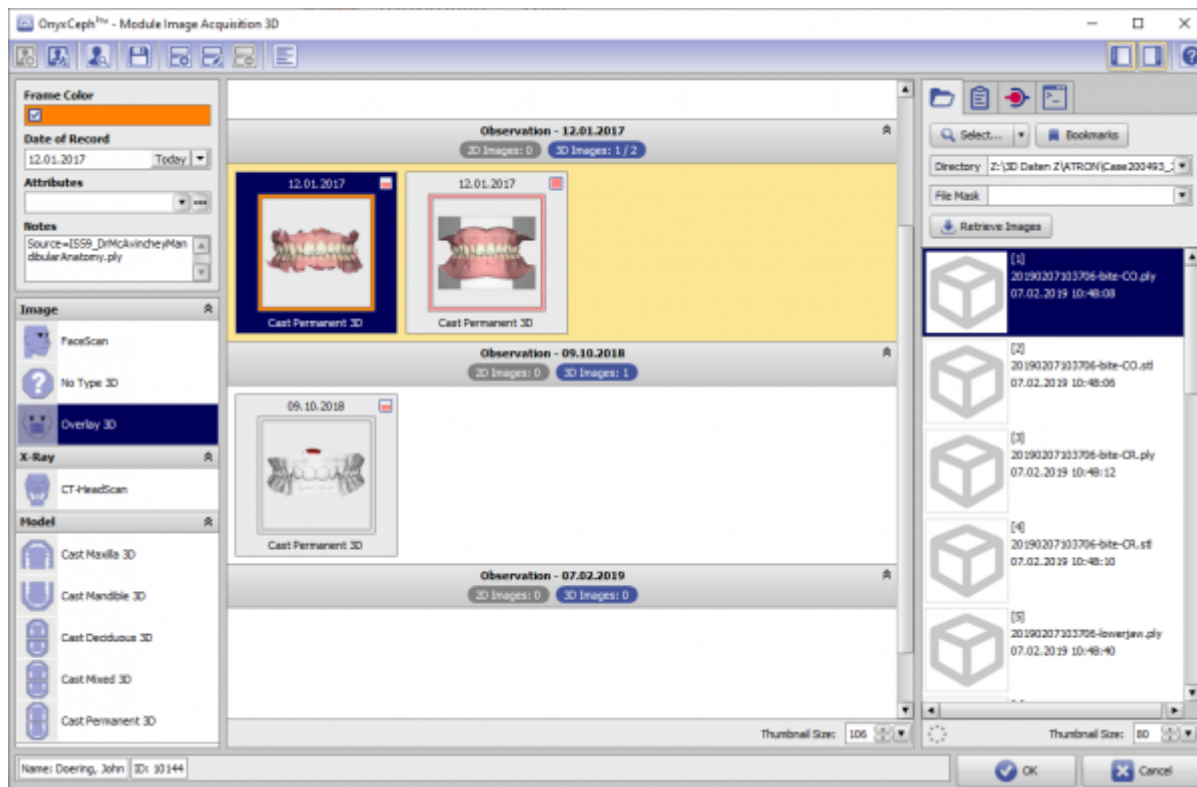 OnyxCeph³™ - Module Image Acquisition 3D
Frame Color
Date of Record
12.01.2017 Today
Attributes
Notes
Source=ISS9_DrMcAvincheyMan
dibularAnatomy.ply
Image
FaceScan
No Type 3D
Overlay 3D
X-Ray
CT-HeadScan
Model
Cast Maxilla 3D
Cast Mandible 3D
Cast Deciduous 3D
Cast Mixed 3D
Cast Permanent 3D
Observation - 12.01.2017
2D Images: 0 3D Images: 1 / 2
12.01.2017 12.01.2017
Cast Permanent 3D Cast Permanent 3D
Observation - 09.10.2018
2D Images: 0 3D Images: 1
09.10.2018
Cast Permanent 3D
Observation - 07.02.2019
2D Images: 0 3D Images: 0
Thumbnail Size: 106
Select... Bookmarks
Directory Z:\3D Daten Z\ATRON\Case200493_
File Mask
Retrieve Images
[1]
20190207103706-bite-CO.ply
07.02.2019 10:48:08
[2]
20190207103706-bite-CO.stl
07.02.2019 10:48:06
[3]
20190207103706-bite-CR.ply
07.02.2019 10:48:12
[4]
20190207103706-bite-CR.stl
07.02.2019 10:48:10
[5]
20190207103706-lowerjaw.ply
07.02.2019 10:48:40
Thumbnail Size: 80
Name: Doering, John ID: 10144
OK Cancel